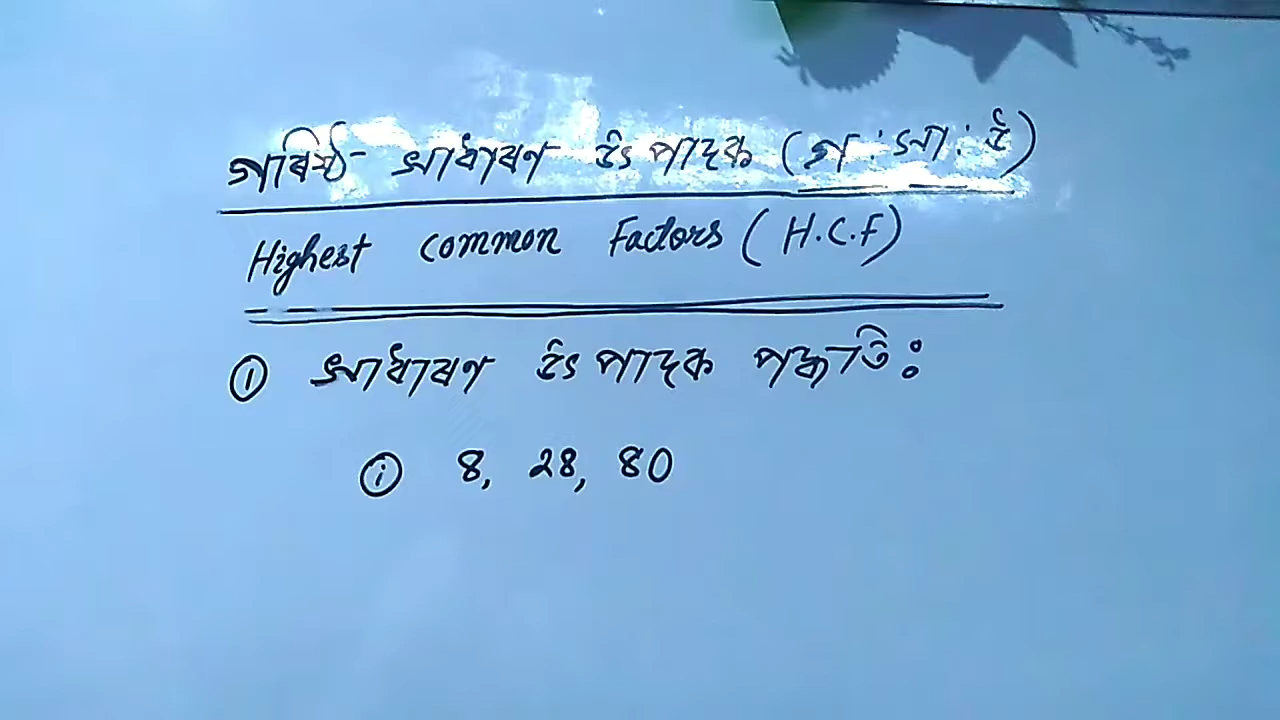 গৰিষ্ঠ সাধাৰণ উৎপাদক (গ:সা:উ)
Highest common Factors (H.C.F)
① সাধাৰণ উৎপাদক পদ্ধতি:
ⓘ 8, 28, 80